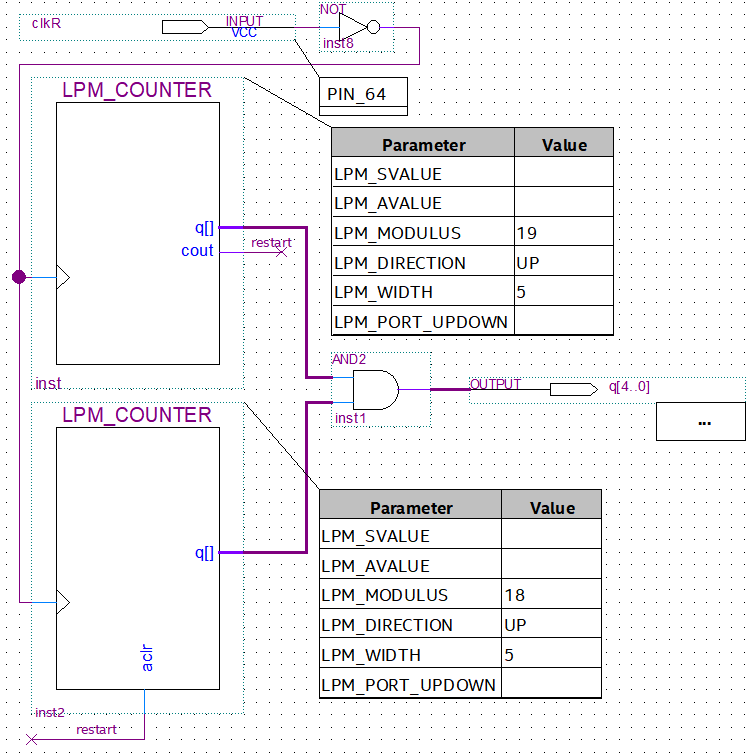 clkR
INPUT
VCC
NOT
inst8
PIN_64
LPM_COUNTER
q[]
cout
restart
inst
Parameter Value
LPM_SVALUE
LPM_AVALUE
LPM_MODULUS 19
LPM_DIRECTION UP
LPM_WIDTH 5
LPM_PORT_UPDOWN
AND2
inst1
OUTPUT
q[4..0]
...
LPM_COUNTER
q[]
aclr
inst2
restart
Parameter Value
LPM_SVALUE
LPM_AVALUE
LPM_MODULUS 18
LPM_DIRECTION UP
LPM_WIDTH 5
LPM_PORT_UPDOWN